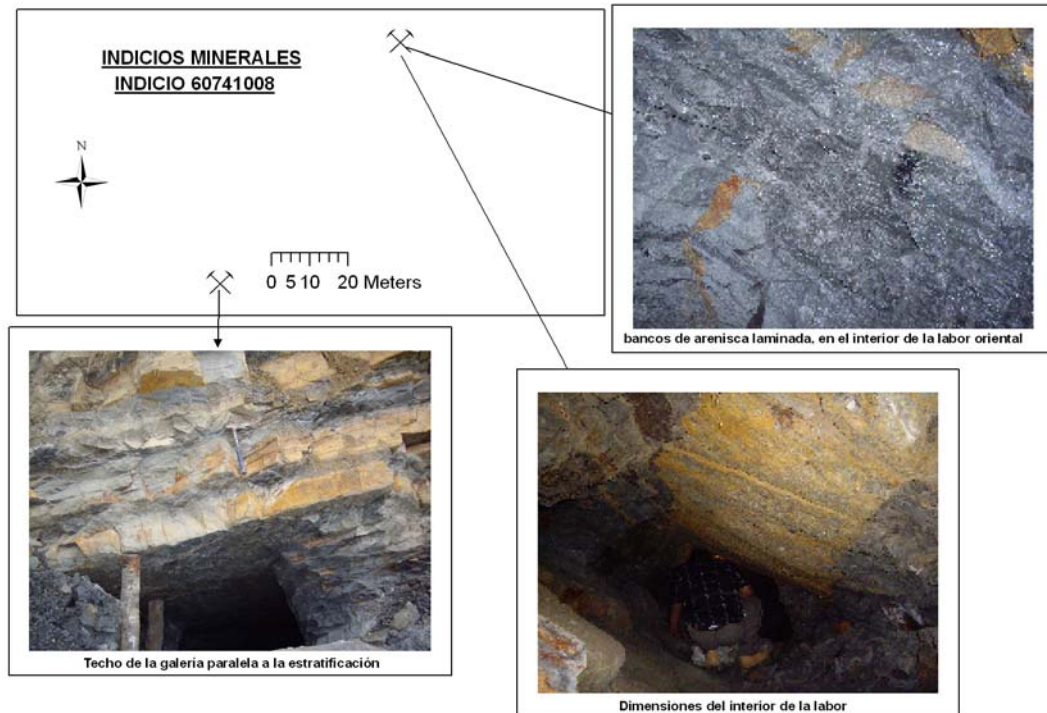 INDICIOS MINERALES
INDICIO 60741008
N
0 5 10 20 Meters
bancos de arenisca laminada, en el interior de la labor oriental
Techo de la galería paralela a la estratificación
Dimensiones del interior de la labor